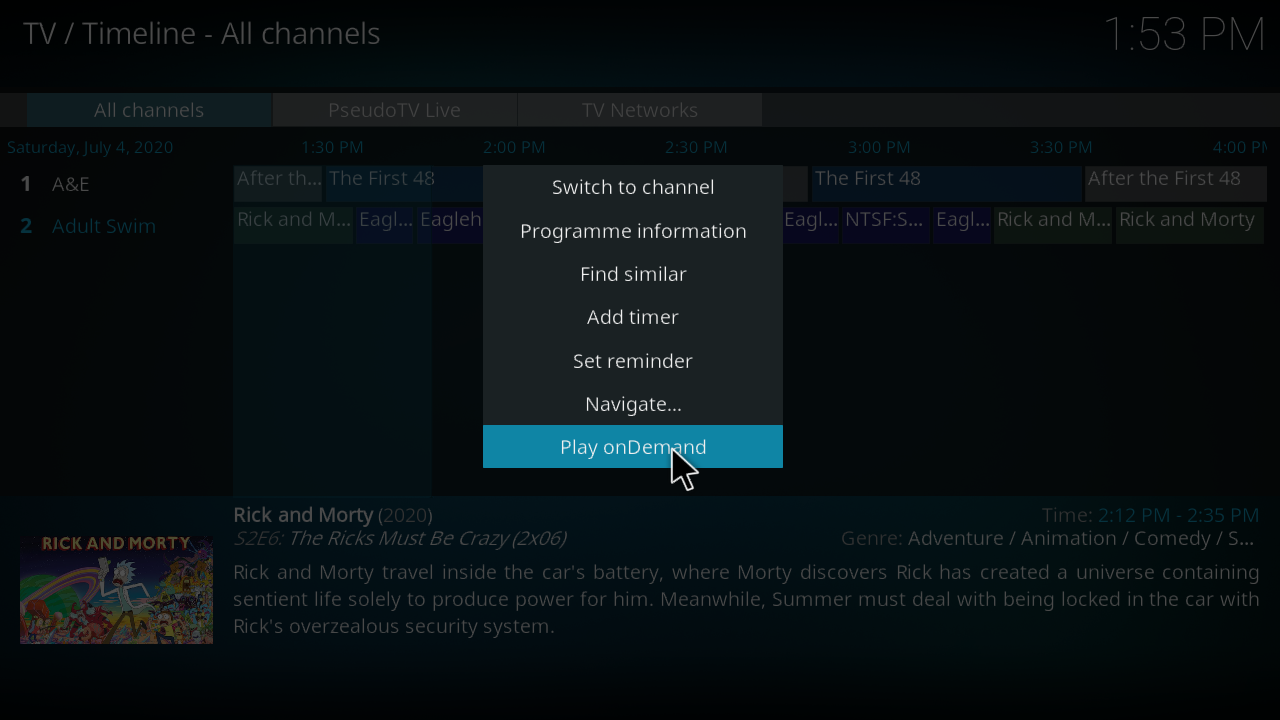 TV / Timeline - All channels
1:53 PM
All channels
PseudoTV Live
TV Networks
Saturday, July 4, 2020
1:30 PM
2:00 PM
2:30 PM
3:00 PM
3:30 PM
4:00 PM
1 A&E
After th...
The First 48
The First 48
After the First 48
2 Adult Swim
Rick and M...
Eagl...
Eagleh
Eagl...
NTSF:S...
Eagl...
Rick and M...
Rick and Morty
Switch to channel
Programme information
Find similar
Add timer
Set reminder
Navigate...
Play onDemand
Rick and Morty (2020)
Time: 2:12 PM - 2:35 PM
S2E6: The Ricks Must Be Crazy (2x06)
Genre: Adventure / Animation / Comedy / S...
RICK AND MORTY
Rick and Morty travel inside the car's battery, where Morty discovers Rick has created a universe containing
sentient life solely to produce power for him. Meanwhile, Summer must deal with being locked in the car with
Rick's overzealous security system.